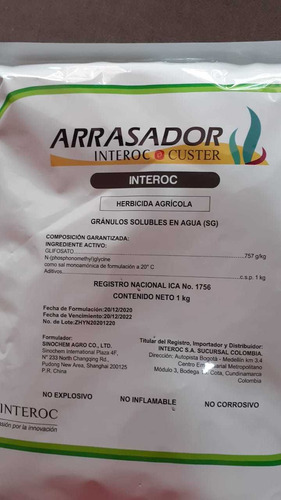 ARRASADOR
INTEROC CUSTER
INTEROC
HERBICIDA AGRÍCOLA
GRÁNULOS SOLUBLES EN AGUA (SG)
COMPOSICIÓN GARANTIZADA:
INGREDIENTE ACTIVO:
GLIFOSATO 757 g/kg
N-(phosphonomethyl)glycine
como sal monoamónica de formulación a 20° C
Aditivos c.s.p. 1 kg
REGISTRO NACIONAL ICA No. 1756
CONTENIDO NETO 1 kg
Fecha de Formulación: 20/12/2020
Fecha de Vencimiento: 20/12/2022
No. de Lote: ZHYN20201220
Formulador:
SINOCHEM AGRO CO., LTD.
Sinochem International Plaza 4F,
N° 233 North Changqing Rd.,
Pudong New Area, Shanghai 200125
P.R. China
Titular del Registro, Importador y Distribuidor:
INTEROC S.A. SUCURSAL COLOMBIA.
Dirección: Autopista Bogotá - Medellín km 3.4
Centro Empresarial Metropolitano
Módulo 3, Bodega Cota, Cundinamarca
Colombia
NO EXPLOSIVO NO INFLAMABLE NO CORROSIVO
INTEROC
por la innovación